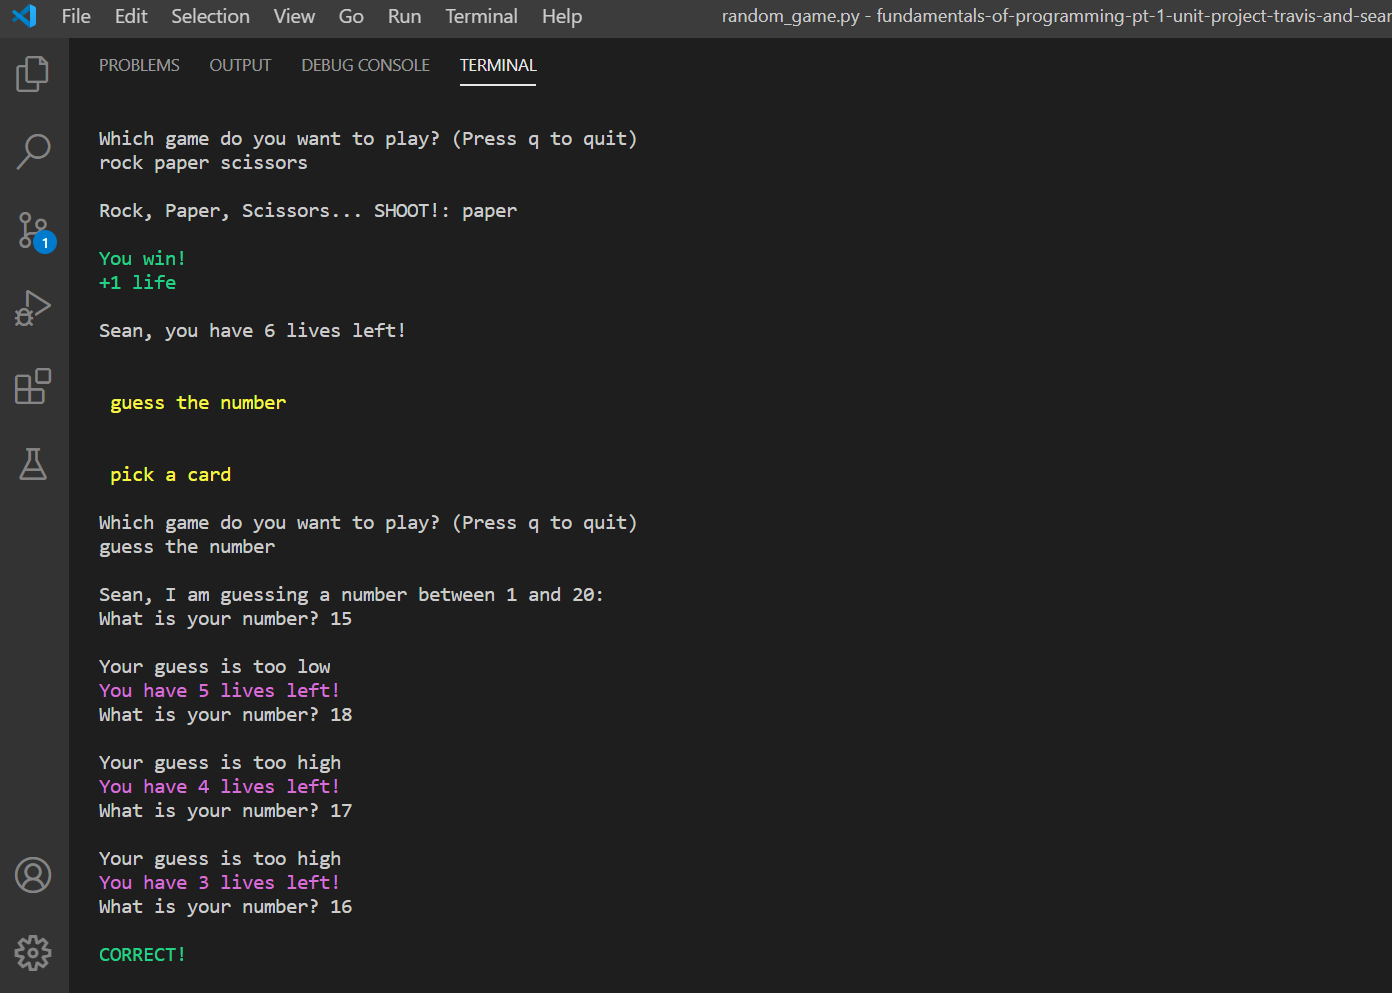 File Edit Selection View Go Run Terminal Help random_game.py - fundamentals-of-programming-pt-1-unit-project-travis-and-sean
PROBLEMS OUTPUT DEBUG CONSOLE TERMINAL
Which game do you want to play? (Press q to quit)
rock paper scissors
Rock, Paper, Scissors... SHOOT!: paper
1
You win!
+1 life
Sean, you have 6 lives left!
guess the number
pick a card
Which game do you want to play? (Press q to quit)
guess the number
Sean, I am guessing a number between 1 and 20:
What is your number? 15
Your guess is too low
You have 5 lives left!
What is your number? 18
Your guess is too high
You have 4 lives left!
What is your number? 17
Your guess is too high
You have 3 lives left!
What is your number? 16
CORRECT!